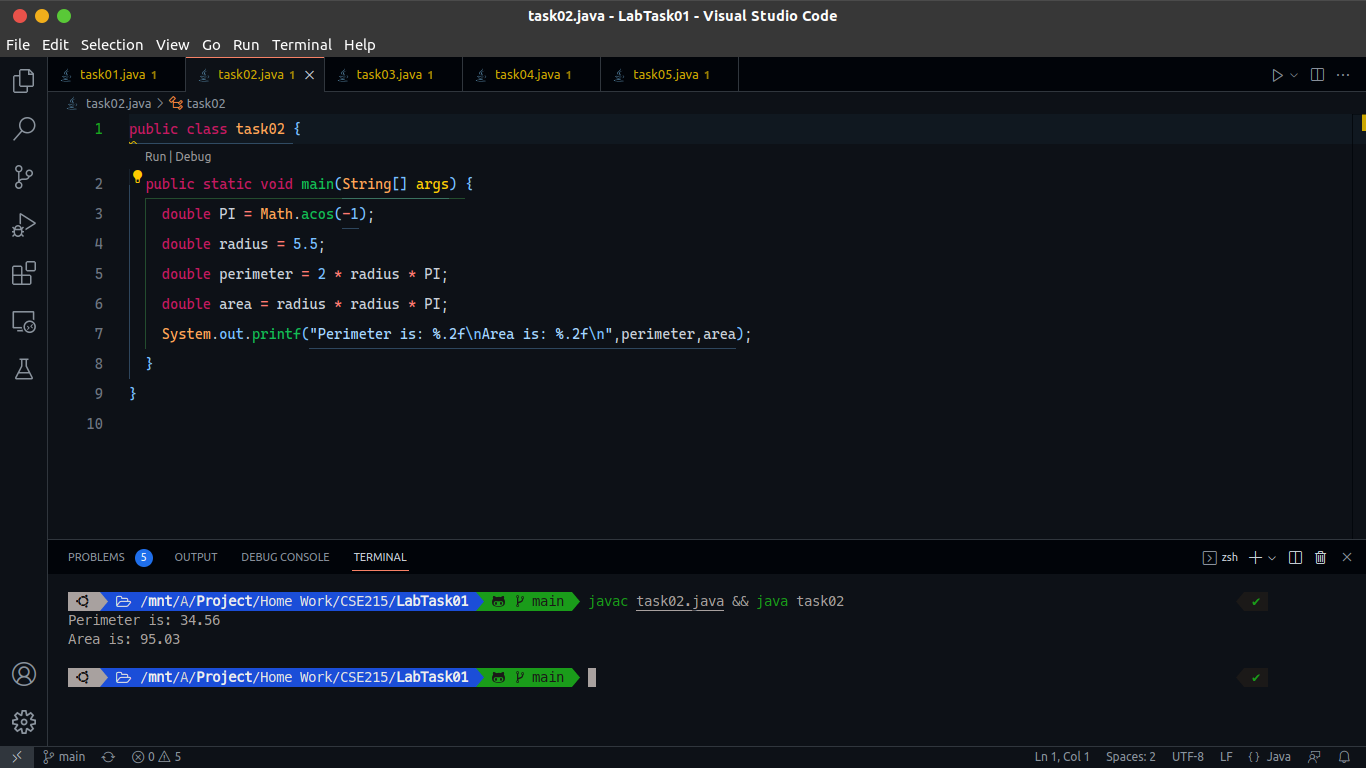 task02.java - LabTask01 - Visual Studio Code
File Edit Selection View Go Run Terminal Help
task01.java 1 task02.java 1 task03.java 1 task04.java 1 task05.java 1
task02.java > task02
1 public class task02 {
Run | Debug
2 public static void main(String[] args) {
3 double PI = Math.acos(-1);
4 double radius = 5.5;
5 double perimeter = 2 * radius * PI;
6 double area = radius * radius * PI;
7 System.out.printf("Perimeter is: %.2f\nArea is: %.2f\n",perimeter,area);
8 }
9 }
10
PROBLEMS 5 OUTPUT DEBUG CONSOLE TERMINAL zsh
/mnt/A/Project/Home Work/CSE215/LabTask01 main javac task02.java && java task02
Perimeter is: 34.56
Area is: 95.03
/mnt/A/Project/Home Work/CSE215/LabTask01 main
main 0 5 Ln 1, Col 1 Spaces: 2 UTF-8 LF {} Java